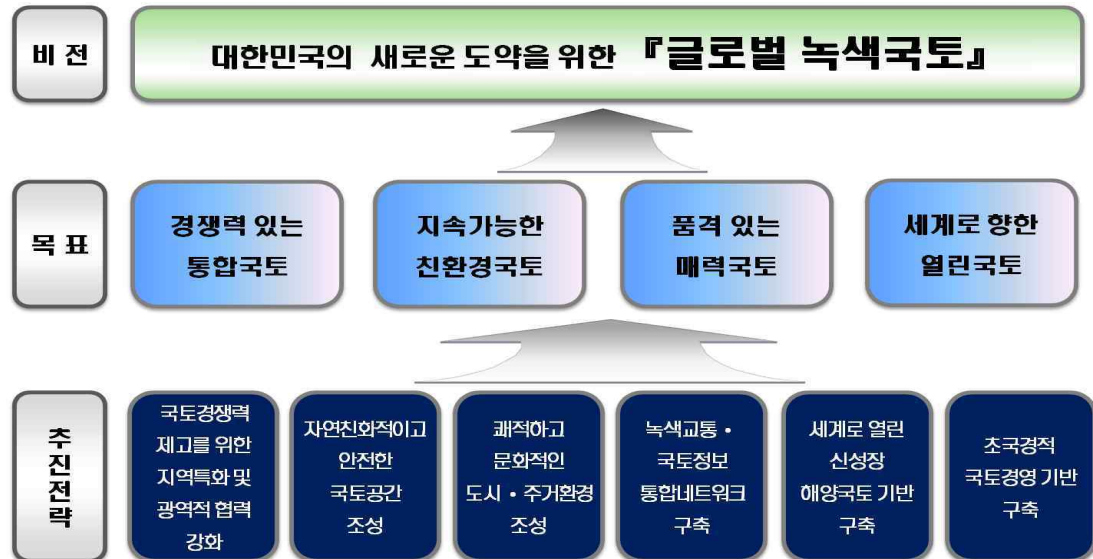 비 전
대한민국의 새로운 도약을 위한 『글로벌 녹색국토』
목 표
경쟁력 있는
통합국토
지속가능한
친환경국토
품격 있는
매력국토
세계로 향한
열린국토
추진전략
국토경쟁력
제고를 위한
지역특화 및
광역적 협력
강화
자연친화적이고
안전한
국토공간
조성
쾌적하고
문화적인
도시 • 주거환경
조성
녹색교통 •
국토정보
통합네트워크
구축
세계로 열린
신성장
해양국토 기반
구축
초국경적
국토경영 기반
구축